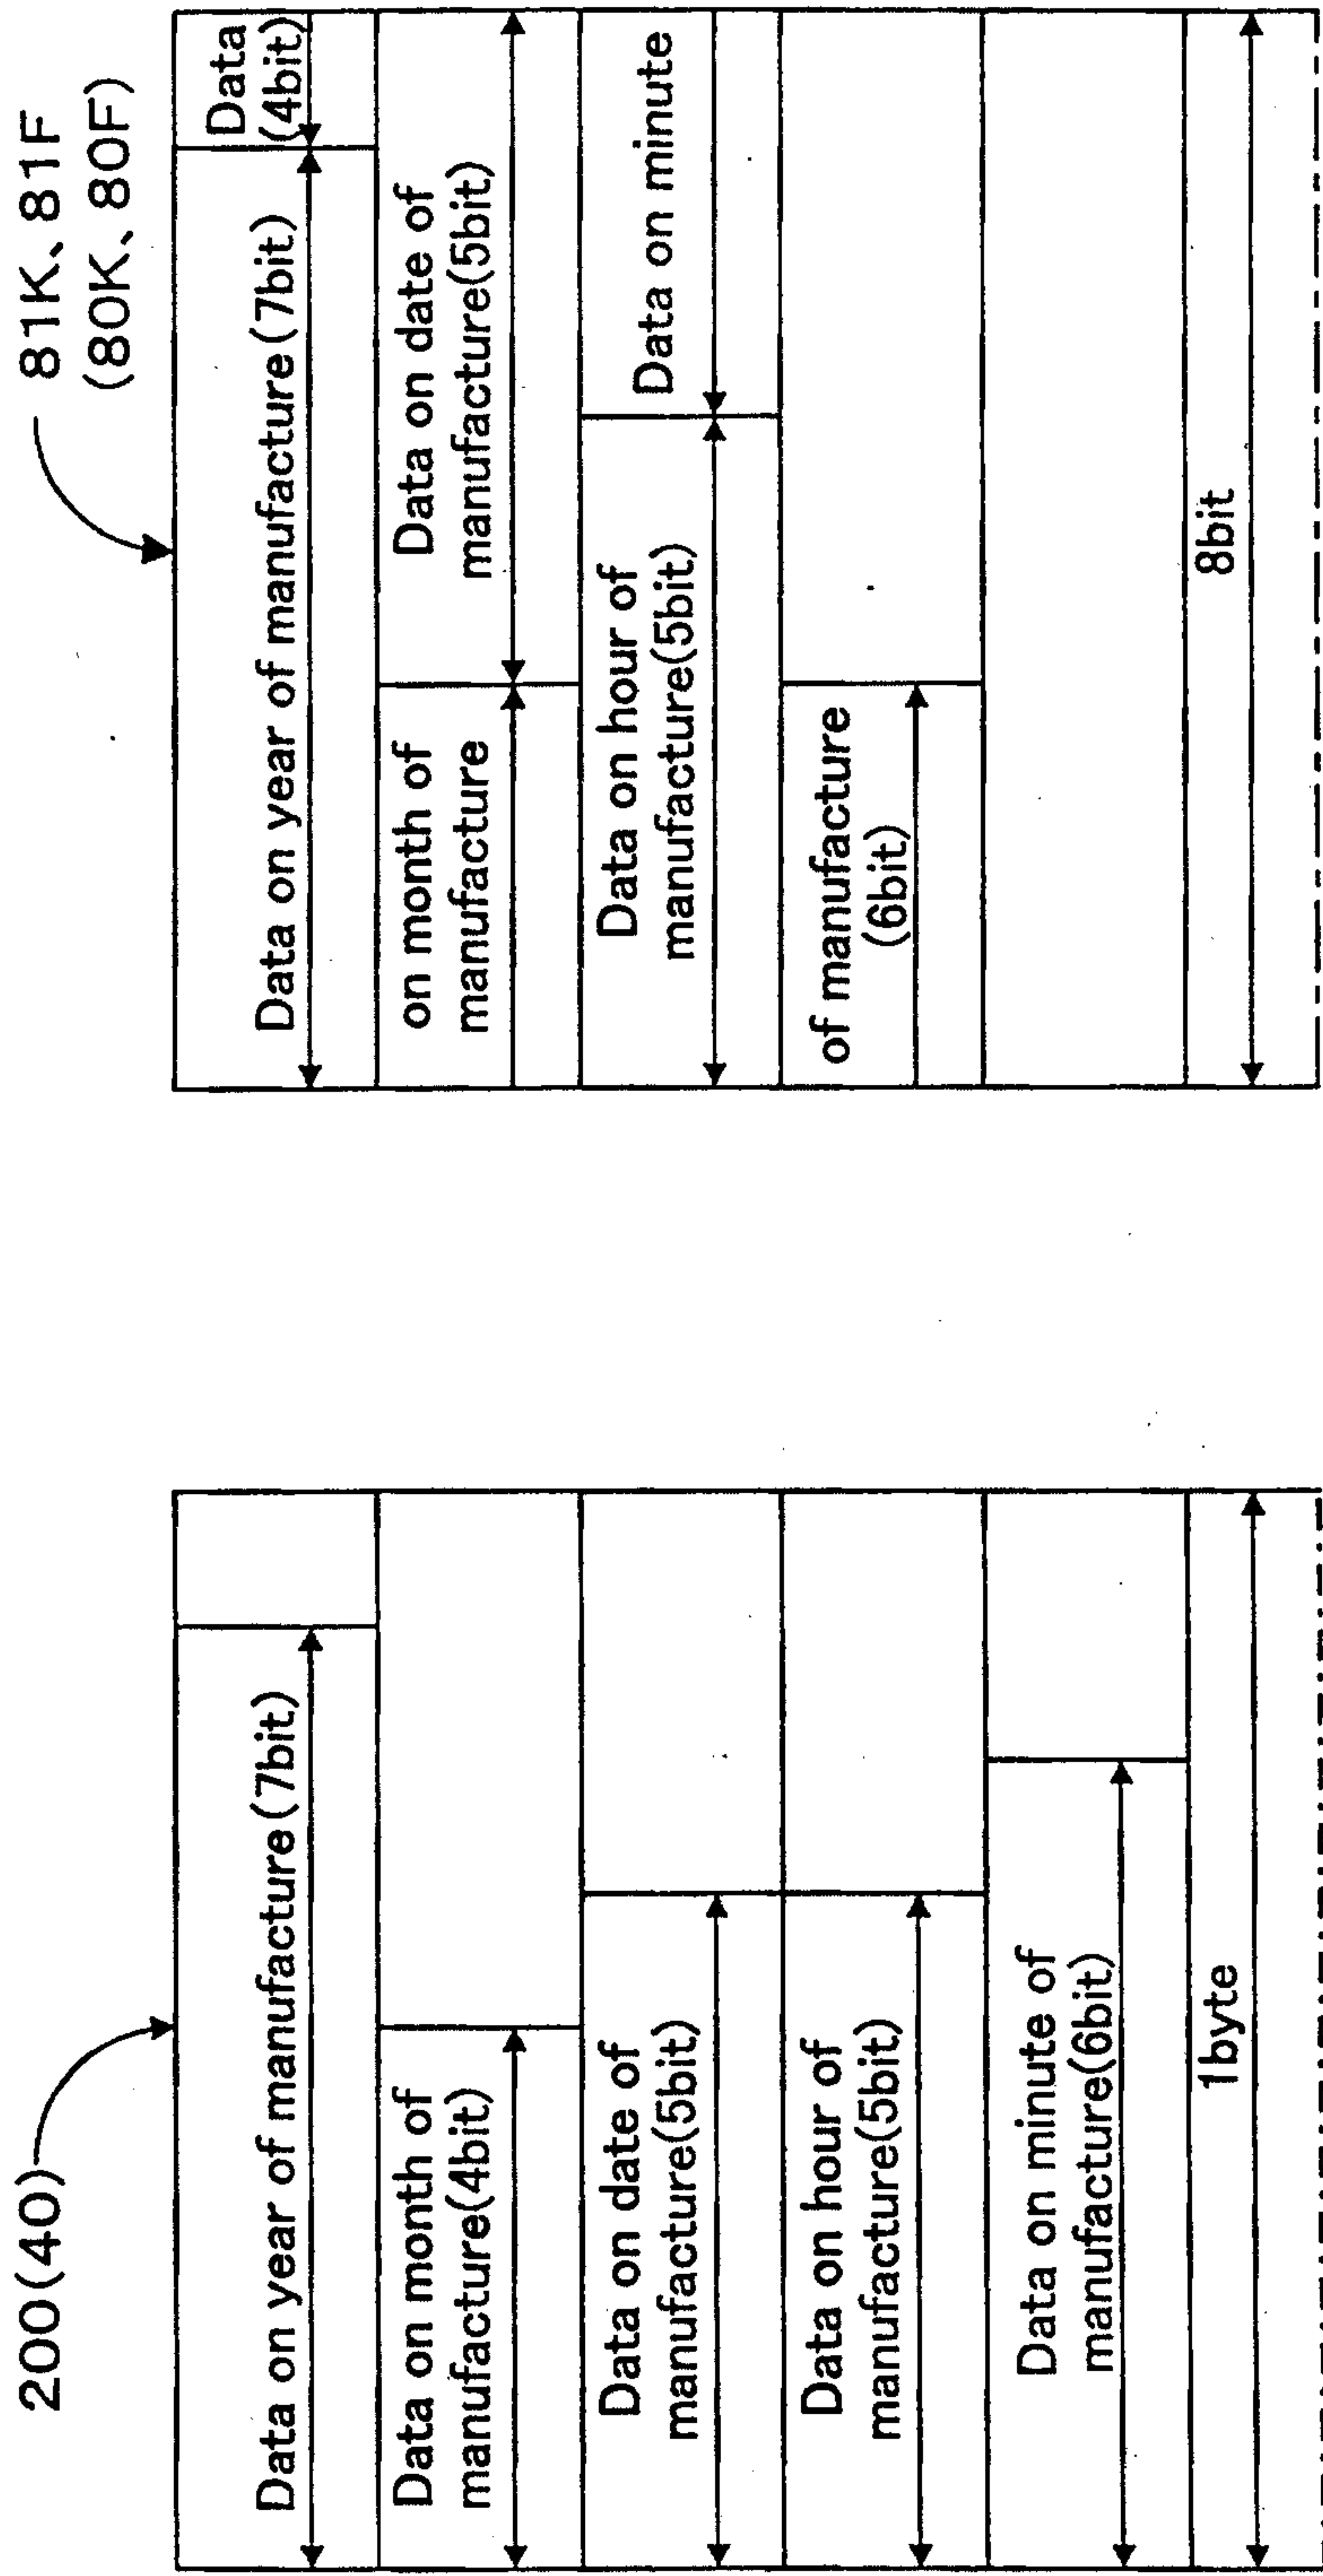 200(40)
Data on year of manufacture(7bit)
Data on month of
manufacture(4bit)
Data on date of
manufacture(5bit)
Data on hour of
manufacture(5bit)
Data on minute of
manufacture(6bit)
1byte
81K、81F
(80K、80F)
Data on year of manufacture(7bit)
Data
(4bit)
on month of
manufacture
Data on date of
manufacture(5bit)
Data on hour of
manufacture(5bit)
Data on minute
of manufacture
(6bit)
8bit